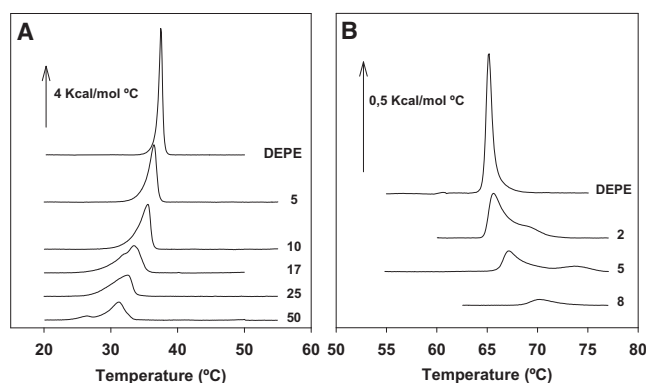 A
4 Kcal/mol ºC
DEPE
5
10
17
25
50
20 30 40 50 60
Temperature (ºC)
B
0,5 Kcal/mol ºC
DEPE
2
5
8
50 55 60 65 70 75 80
Temperature (ºC)